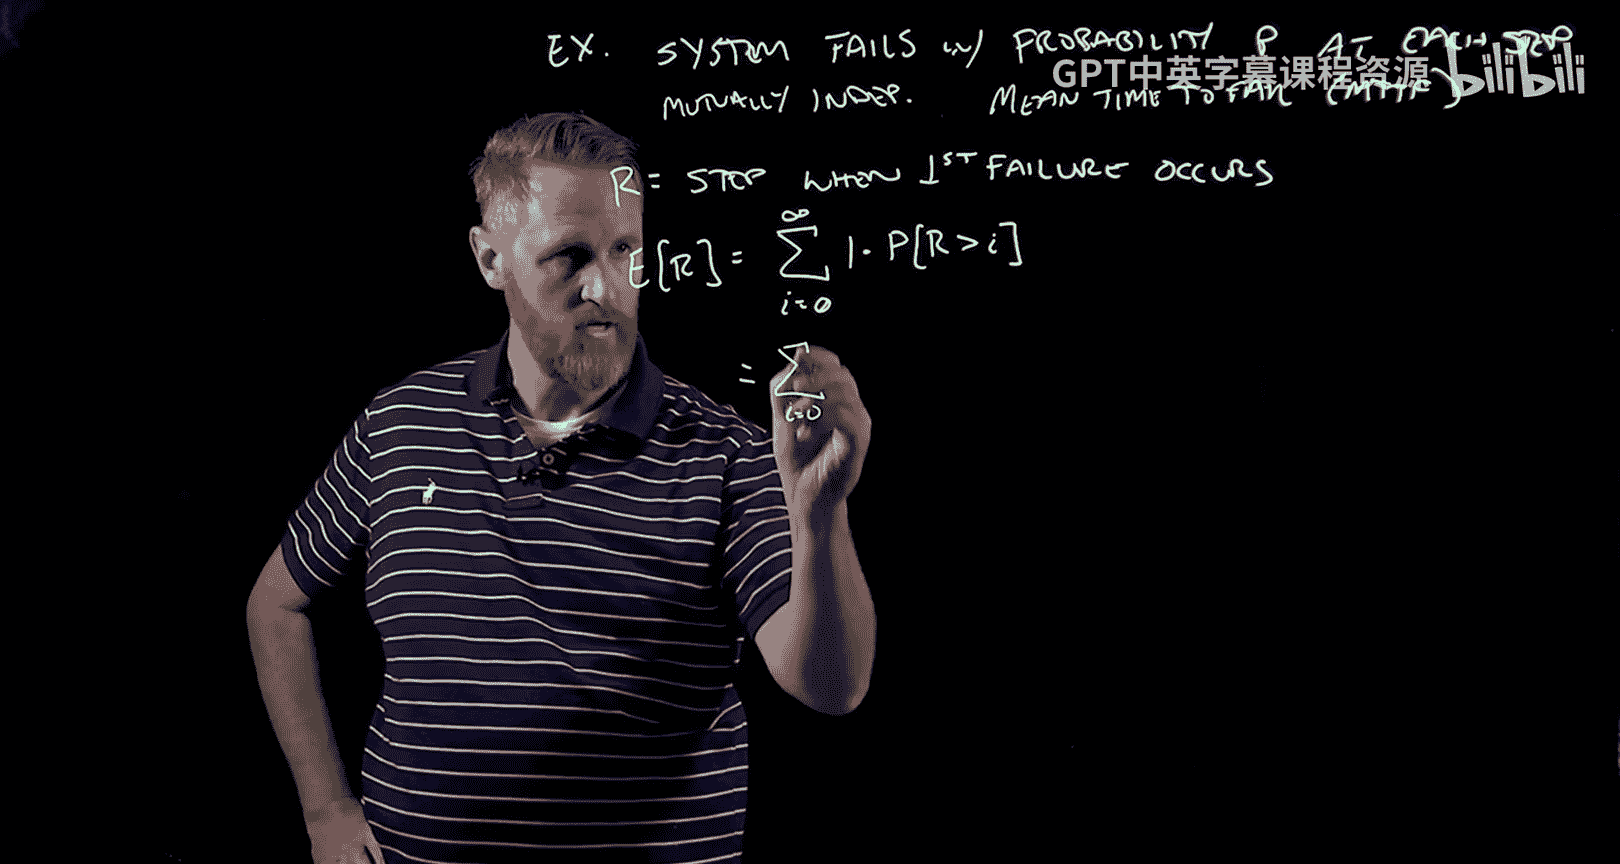 EX. SYSTEM FAILS w/ PROBABILITY P AT EACH STEP
GPT中英字幕课程资源 bilibili
MUTUALLY INDEP. MEAN TIME TO FAIL (MTTF)
R = STEP WHEN 1ST FAILURE OCCURS
E[R] = ∑_{i=0}^{∞} 1· P[R > i]
= ∑_{i=0}